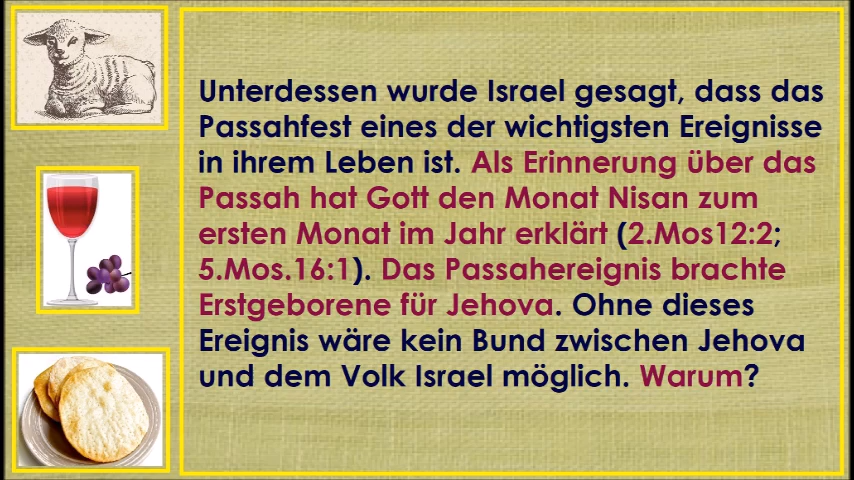 Unterdessen wurde Israel gesagt, dass das
Passahfest eines der wichtigsten Ereignisse
in ihrem Leben ist. Als Erinnerung über das
Passah hat Gott den Monat Nisan zum
ersten Monat im Jahr erklärt (2.Mos12:2;
5.Mos.16:1). Das Passahereignis brachte
Erstgeborene für Jehova. Ohne dieses
Ereignis wäre kein Bund zwischen Jehova
und dem Volk Israel möglich. Warum?